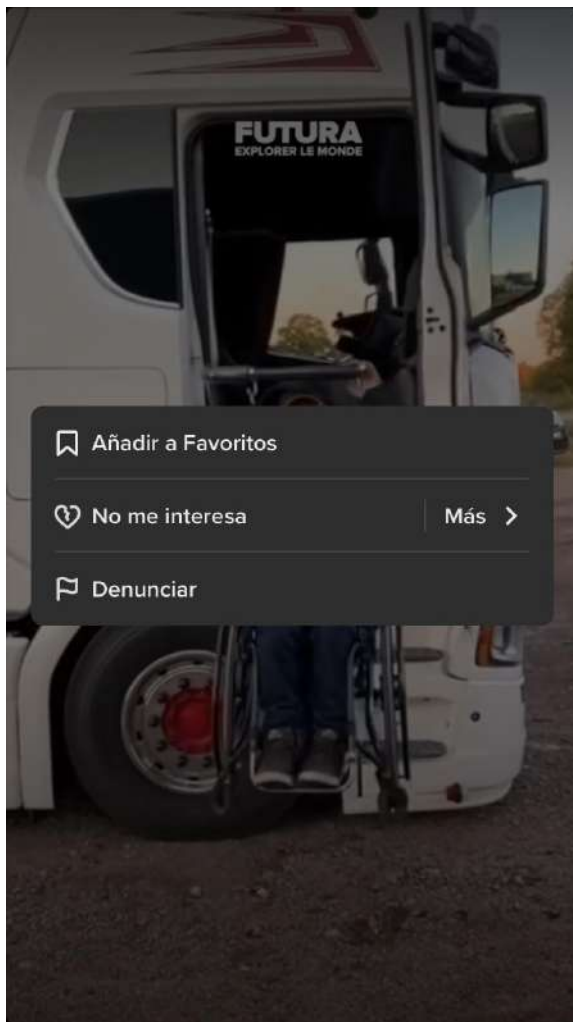 FUTURA
EXPLORER LE MONDE
Añadir a Favoritos
No me interesa
Más
Denunciar